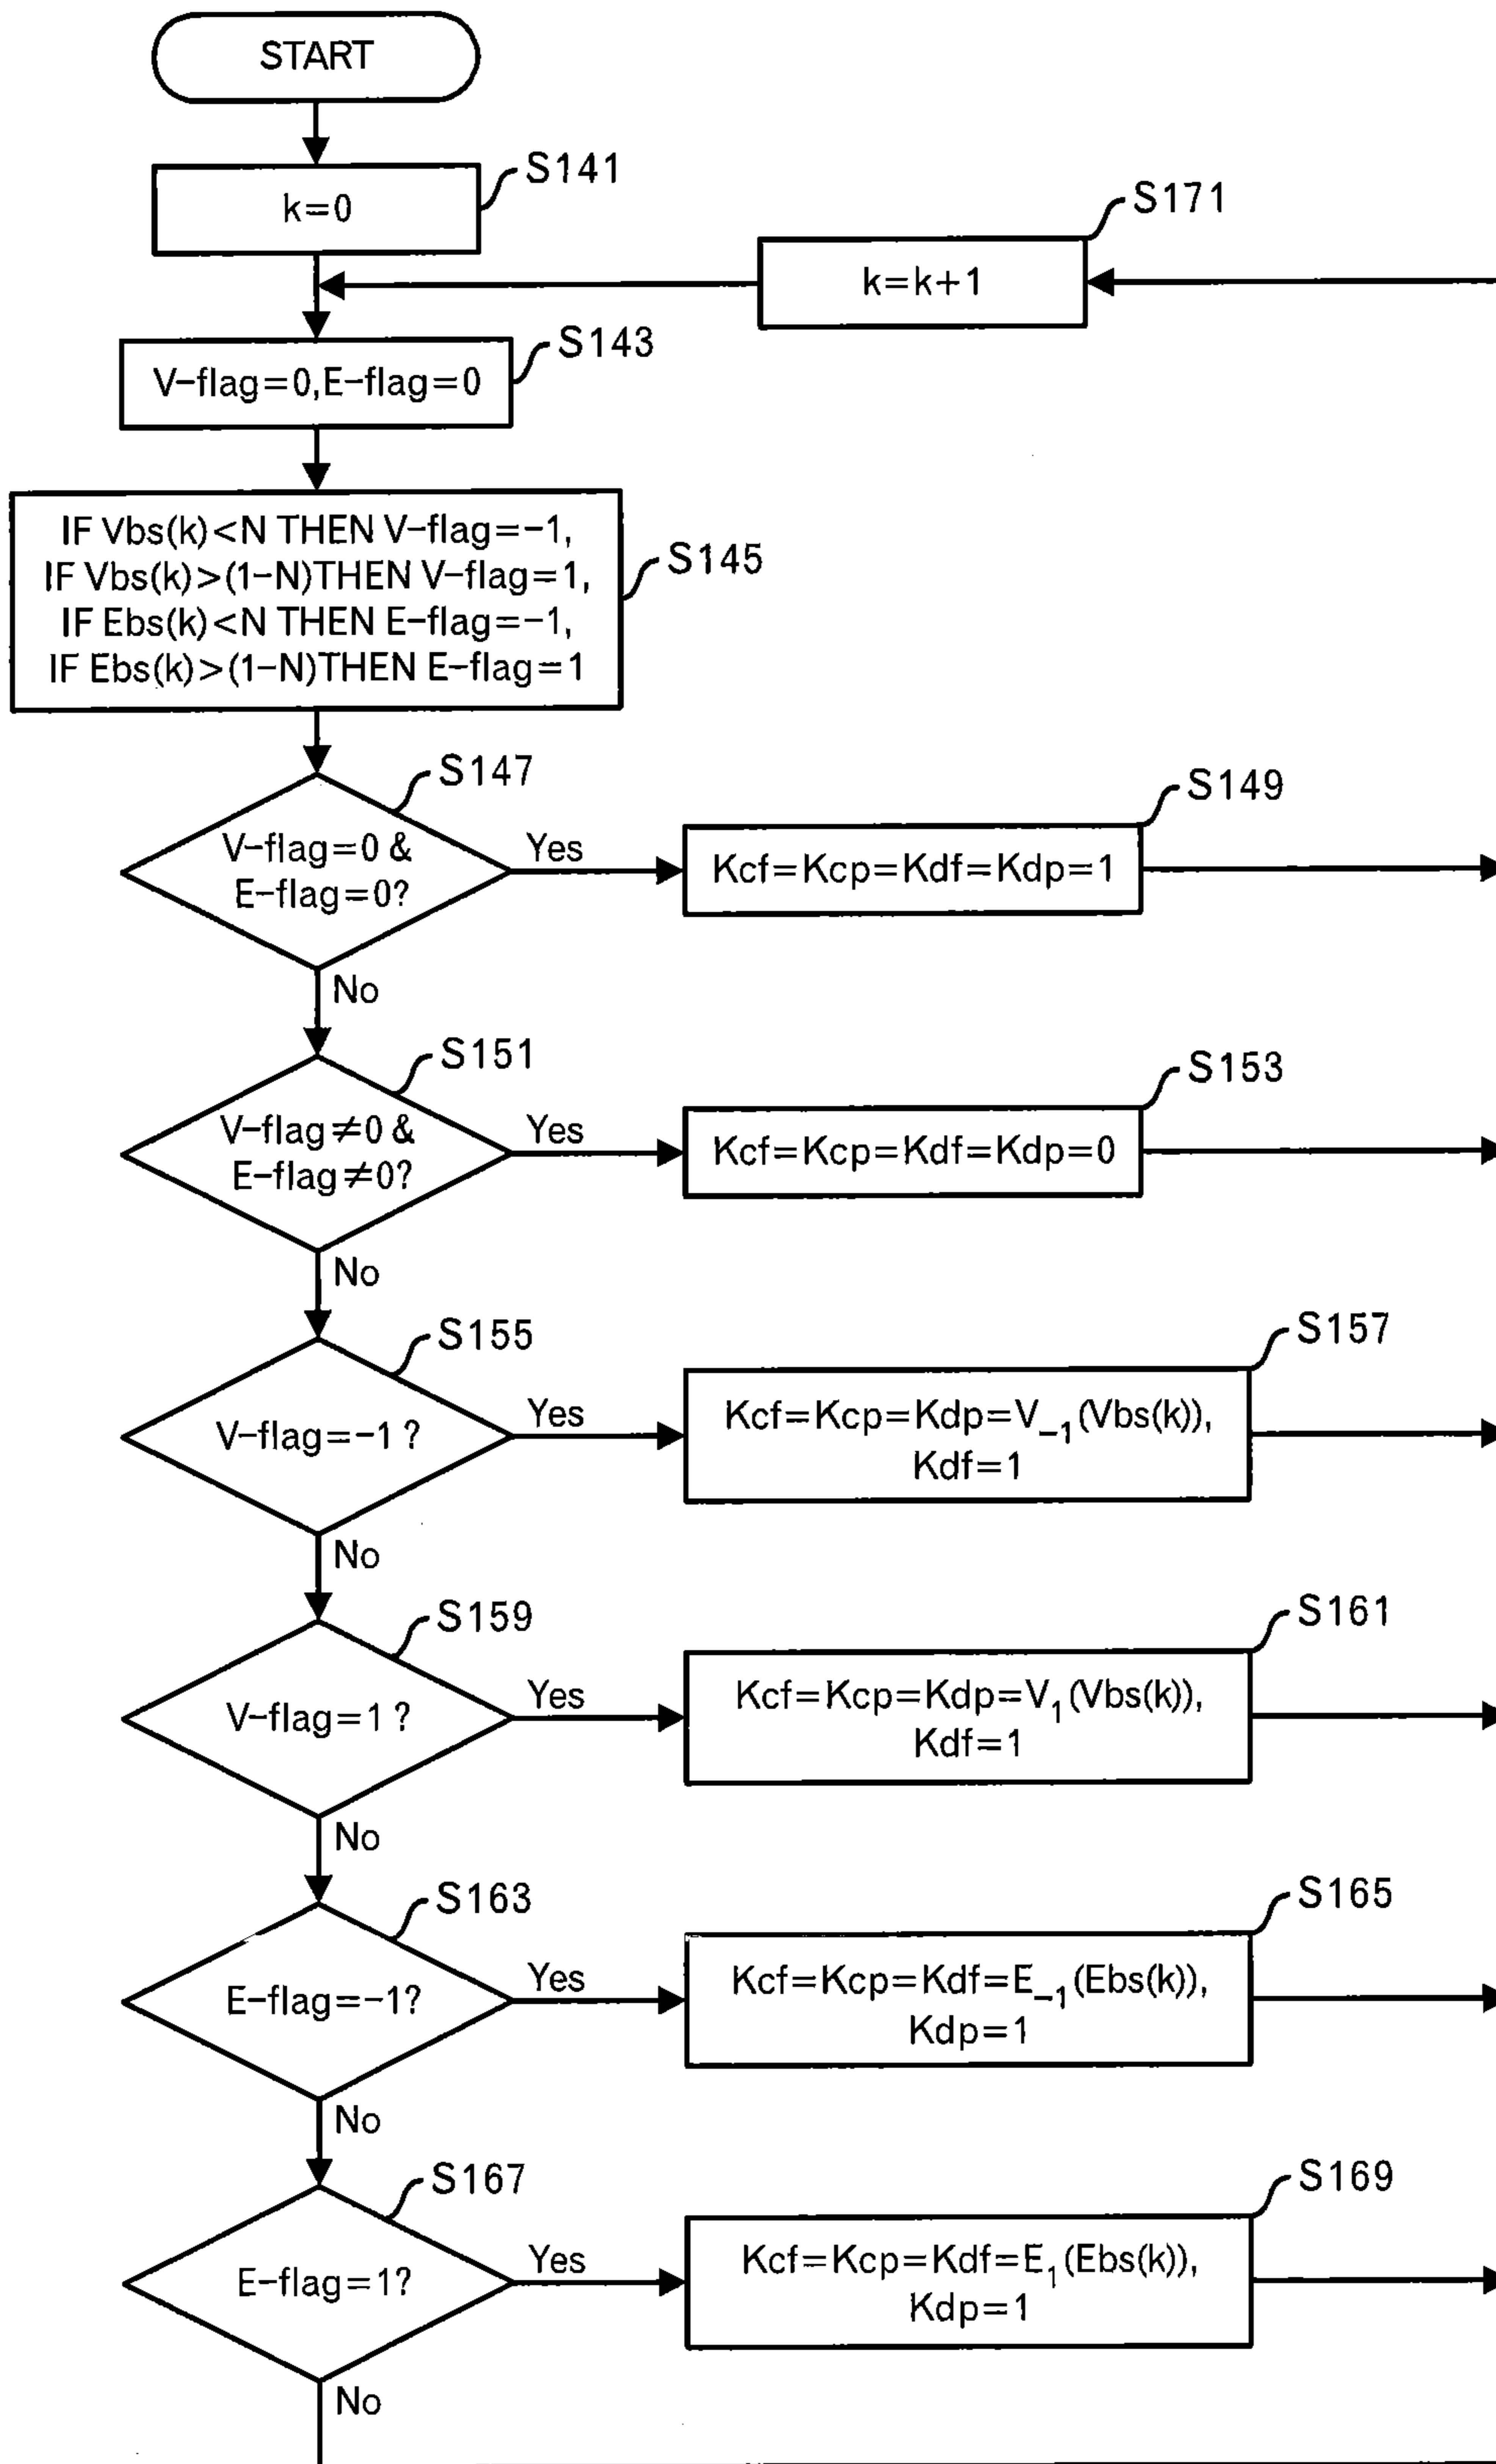 START
S141
k=0
S171
k=k+1
S143
V-flag=0,E-flag=0
S145
IF Vbs(k)<N THEN V-flag=-1,
IF Vbs(k)>(1-N)THEN V-flag=1,
IF Ebs(k)<N THEN E-flag=-1,
IF Ebs(k)>(1-N)THEN E-flag=1
S147
V-flag=0 &
E-flag=0?
Yes
S149
Kcf=Kcp=Kdf=Kdp=1
No
S151
V-flag≠0 &
E-flag≠0?
Yes
S153
Kcf=Kcp=Kdf=Kdp=0
No
S155
V-flag=-1 ?
Yes
S157
Kcf=Kcp=Kdp=V₋₁(Vbs(k)),
Kdf=1
No
S159
V-flag=1 ?
Yes
S161
Kcf=Kcp=Kdp=V₁(Vbs(k)),
Kdf=1
No
S163
E-flag=-1?
Yes
S165
Kcf=Kcp=Kdf=E₋₁(Ebs(k)),
Kdp=1
No
S167
E-flag=1?
Yes
S169
Kcf=Kcp=Kdf=E₁(Ebs(k)),
Kdp=1
No